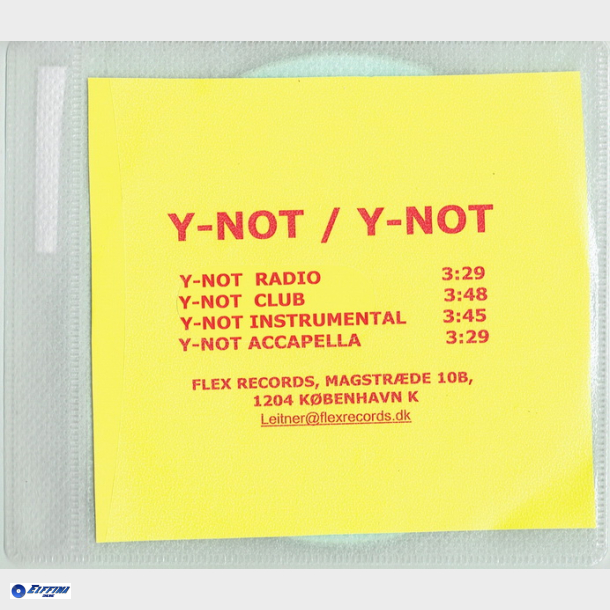 Y-NOT / Y-NOT
Y-NOT RADIO 3:29
Y-NOT CLUB 3:48
Y-NOT INSTRUMENTAL 3:45
Y-NOT ACCAPELLA 3:29
FLEX RECORDS, MAGSTRÆDE 10B,
1204 KØBENHAVN K
Leitner@flexrecords.dk